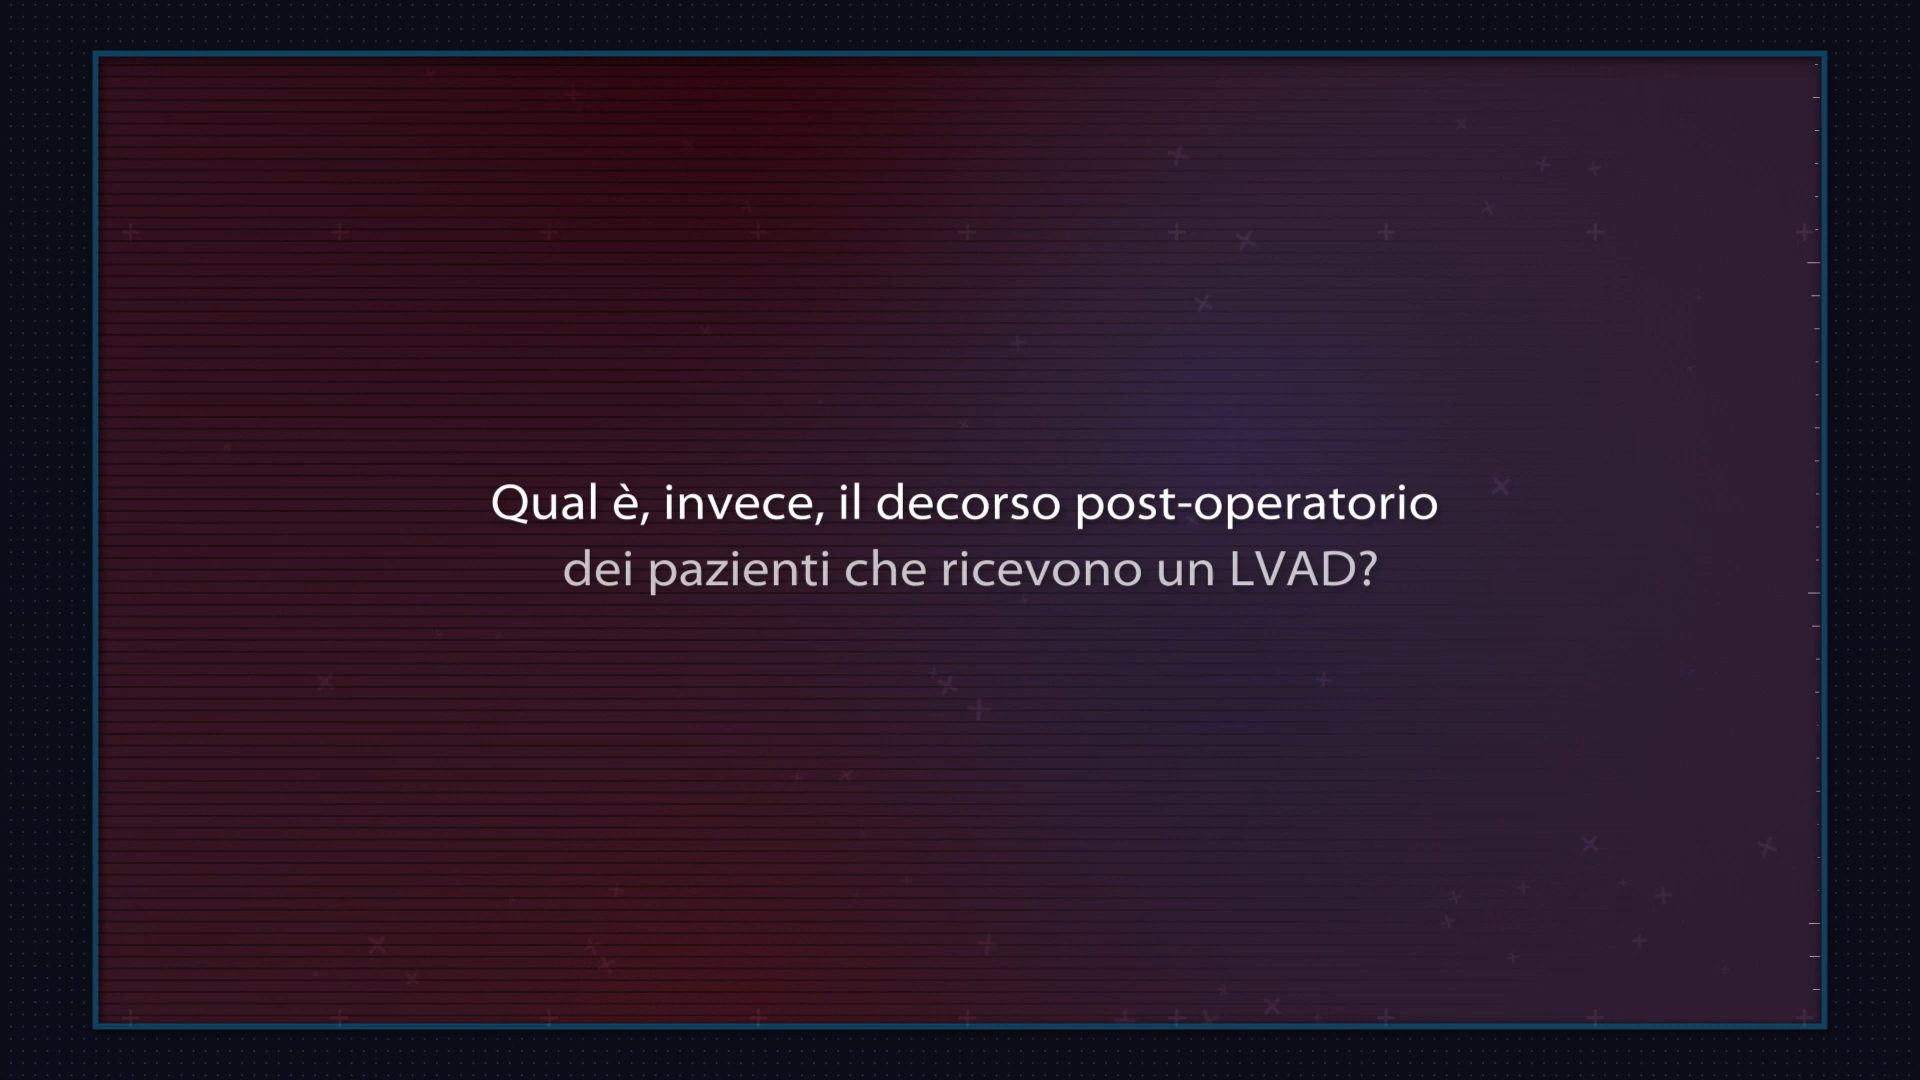 Qual è, invece, il decorso post-operatorio
dei pazienti che ricevono un LVAD?